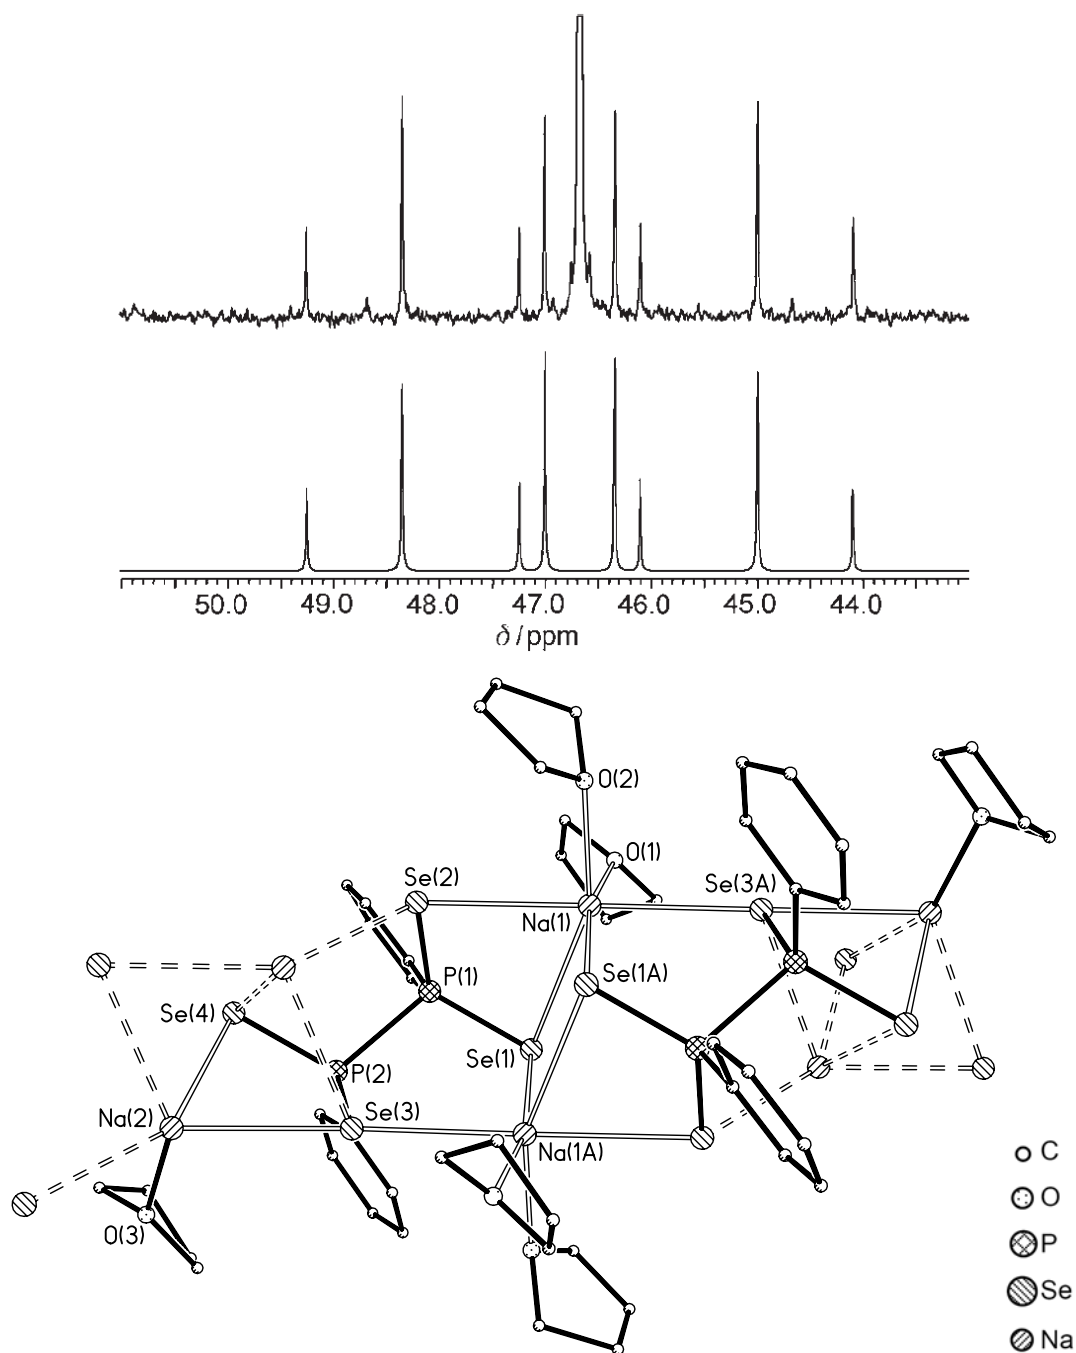 50.0 49.0 48.0 47.0 46.0 45.0 44.0
δ/ppm
O(2)
O(1)
Se(2)
Se(3A)
Na(1)
P(1)
Se(1A)
Se(4)
Se(1)
P(2)
Na(2)
Se(3)
Na(1A)
O(3)
C
O
P
Se
Na